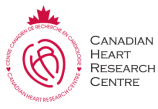 CENTRE CANADIEN DE RECHERCHE EN CARDIOLOGIE
CANADIAN HEART RESEARCH CENTRE
CANADIAN
HEART
RESEARCH
CENTRE